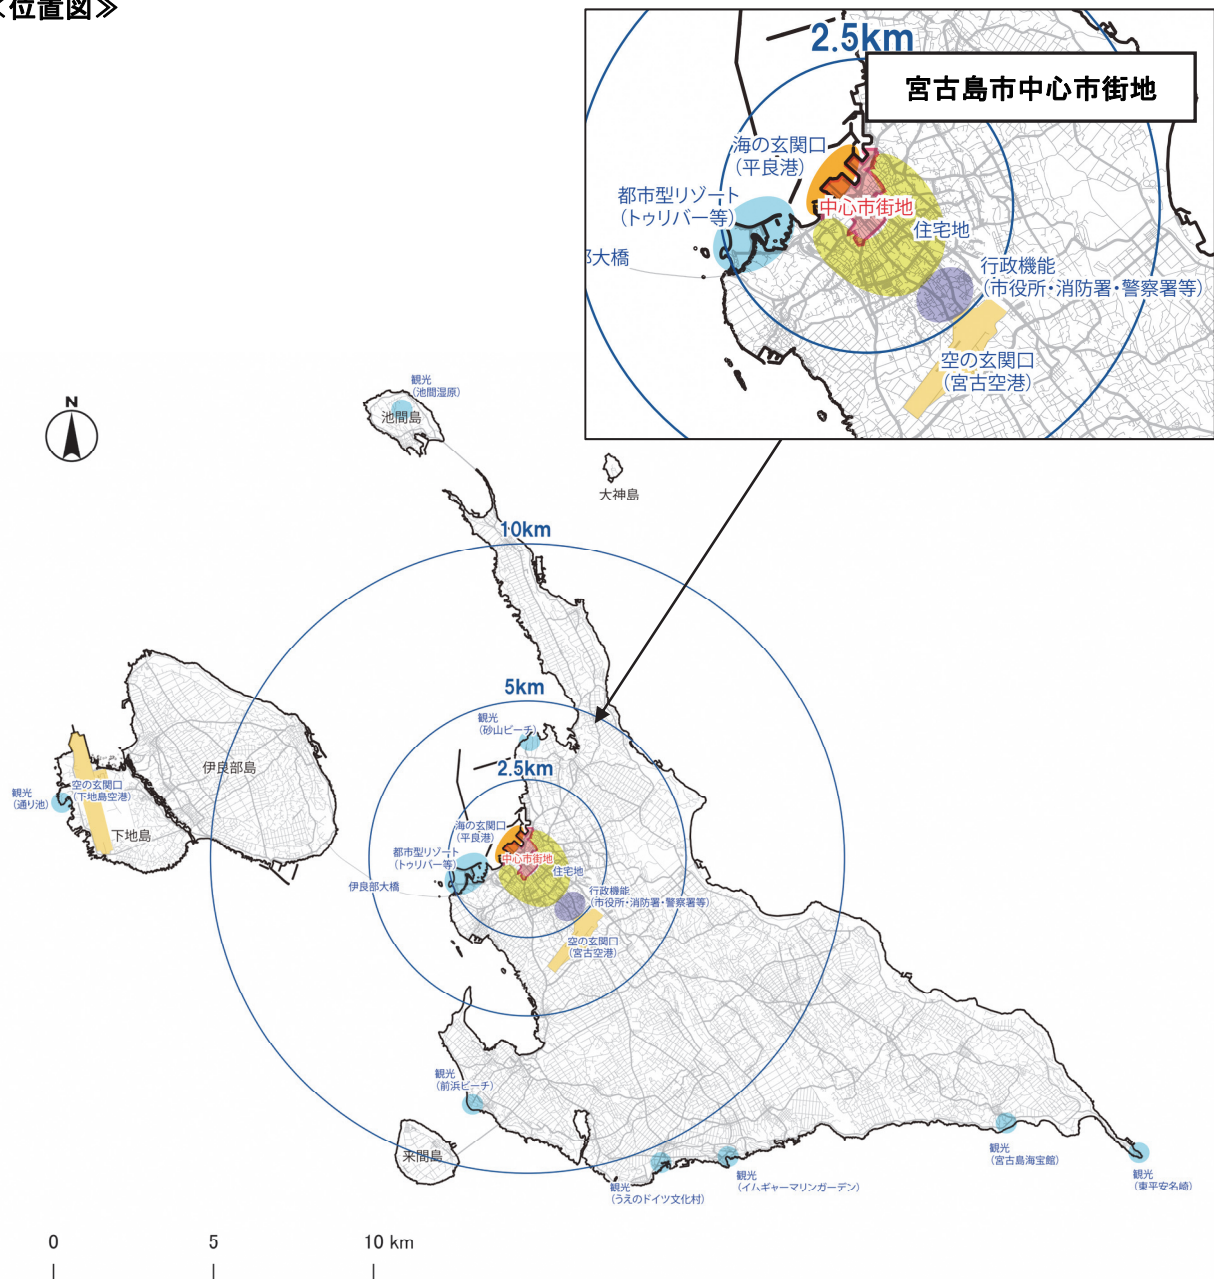 位置図≫
2.5km
宮古島市中心市街地
海の玄関口
(平良港)
都市型リゾート
(トゥリバー等)
中心市街地
住宅地
大橋
行政機能
(市役所・消防署・警察署等)
空の玄関口
(宮古空港)
N
観光
(池間湿原)
池間島
大神島
10km
5km
観光
(砂山ビーチ)
2.5km
伊良部島
空の玄関口
(下地島空港)
観光
(通り池)
下地島
海の玄関口
(平良港)
都市型リゾート
(トゥリバー等)
中心市街地
住宅地
伊良部大橋
行政機能
(市役所・消防署・警察署等)
空の玄関口
(宮古空港)
観光
(前浜ビーチ)
来間島
観光
(うえのドイツ文化村)
観光
(イムギャーマリンガーデン)
観光
(宮古島海宝館)
観光
(東平安名崎)
0 5 10 km